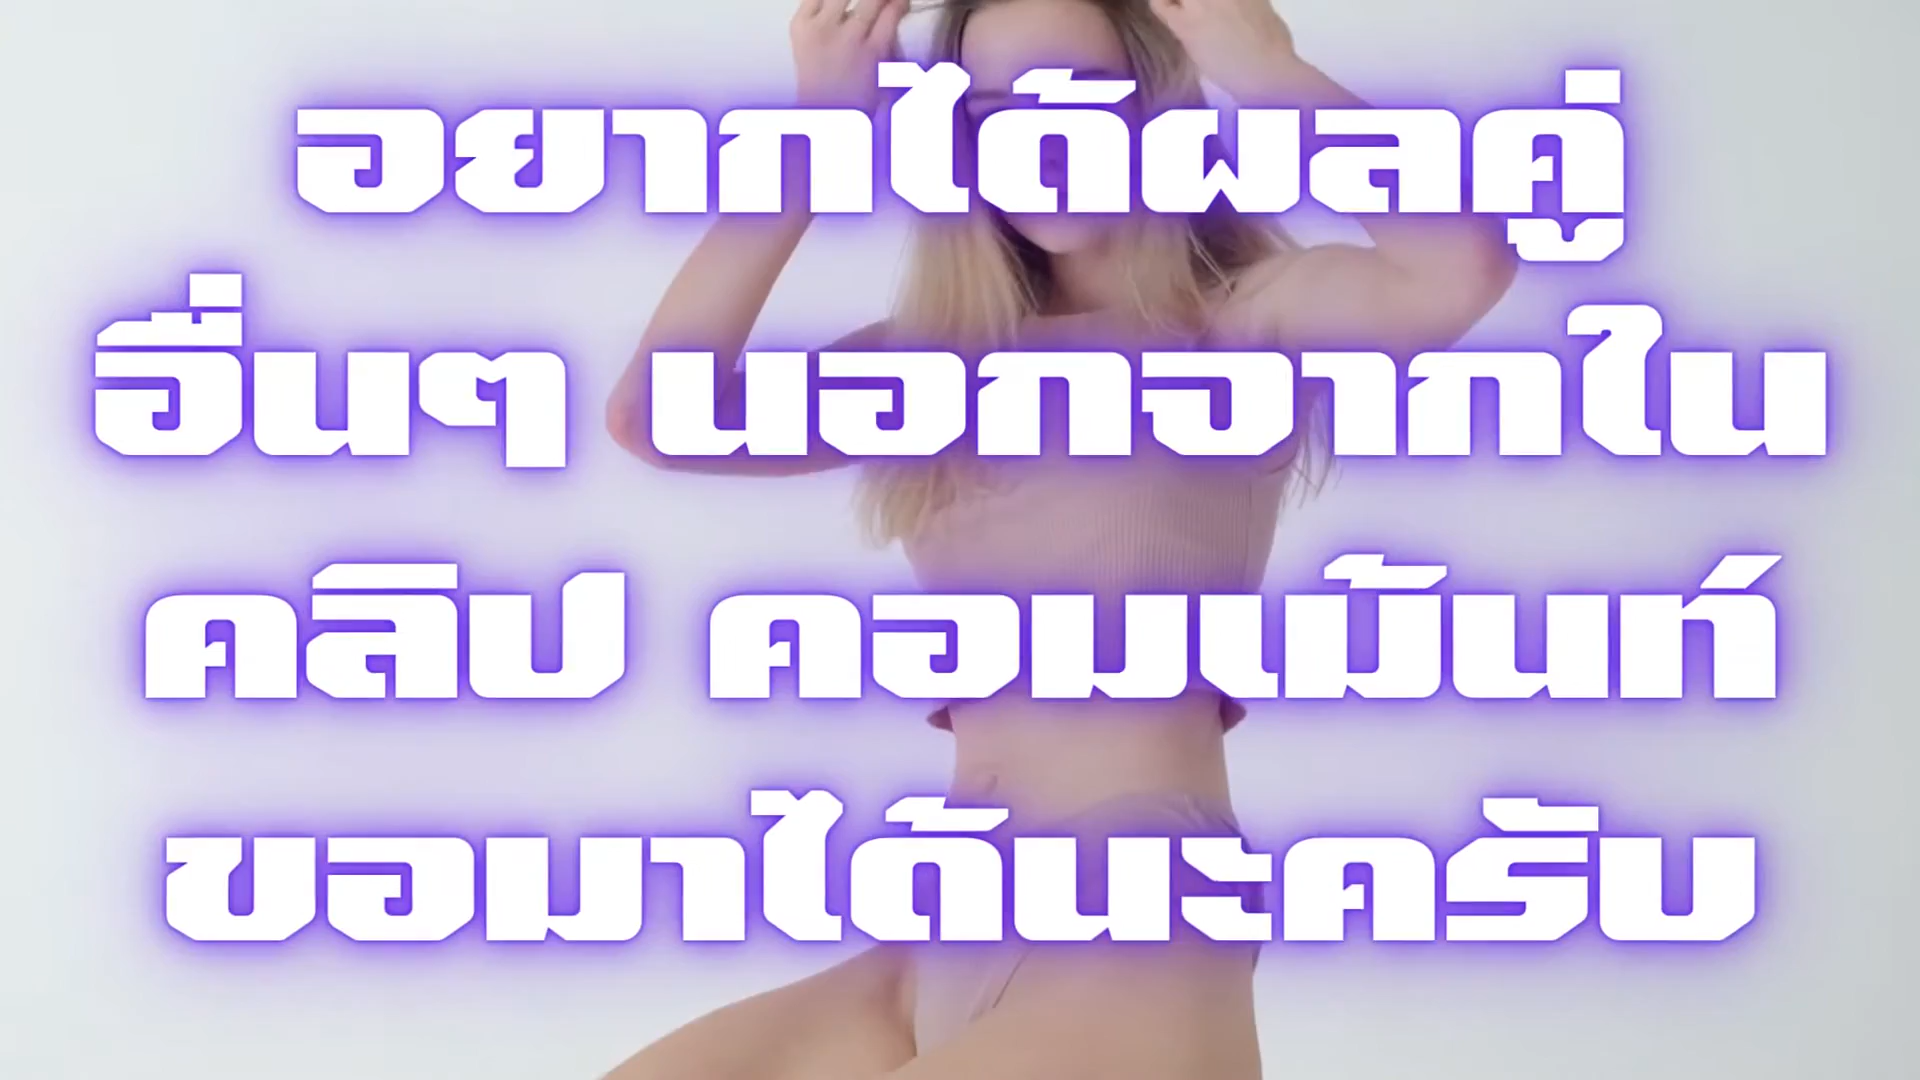 อยากได้ผลคู่
อื่นๆ นอกจากใน
คลิป คอมเม้นท์
ขอมาได้นะครับ